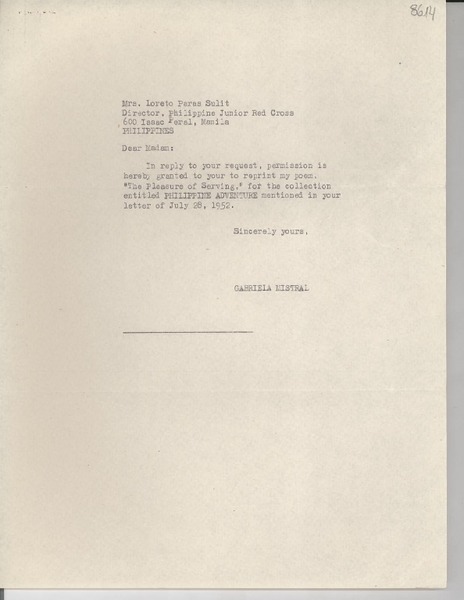 8614
Mrs. Loreto Paras Sulit
Director, Philippine Junior Red Cross
600 Isaac Peral, Manila
PHILIPPINES
Dear Madam:
In reply to your request, permission is
hereby granted to your to reprint my poem,
"The Pleasure of Serving," for the collection
entitled PHILIPPINE ADVENTURE mentioned in your
letter of July 28, 1952.
Sincerely yours,
GABRIELA MISTRAL